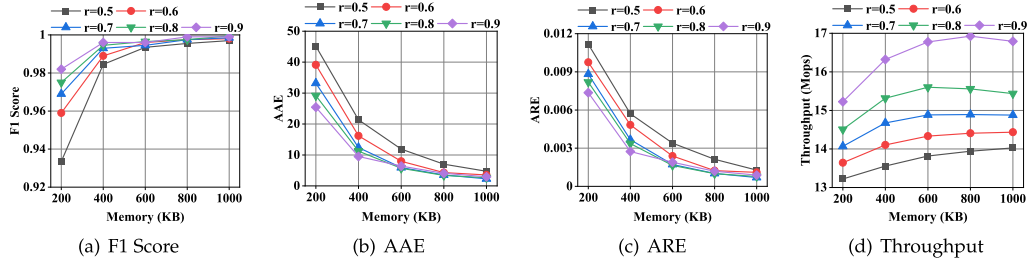 r=0.5 r=0.6
r=0.7 r=0.8 r=0.9
1
0.98
0.96
0.94
0.92
F1 Score
200 400 600 800 1000
Memory (KB)
(a) F1 Score
r=0.5 r=0.6
r=0.7 r=0.8 r=0.9
50
40
30
20
10
0
AAE
200 400 600 800 1000
Memory (KB)
(b) AAE
r=0.5 r=0.6
r=0.7 r=0.8 r=0.9
0.012
0.009
0.006
0.003
0
ARE
200 400 600 800 1000
Memory (KB)
(c) ARE
r=0.5 r=0.6
r=0.7 r=0.8 r=0.9
17
16
15
14
13
Throughput (Mops)
200 400 600 800 1000
Memory (KB)
(d) Throughput